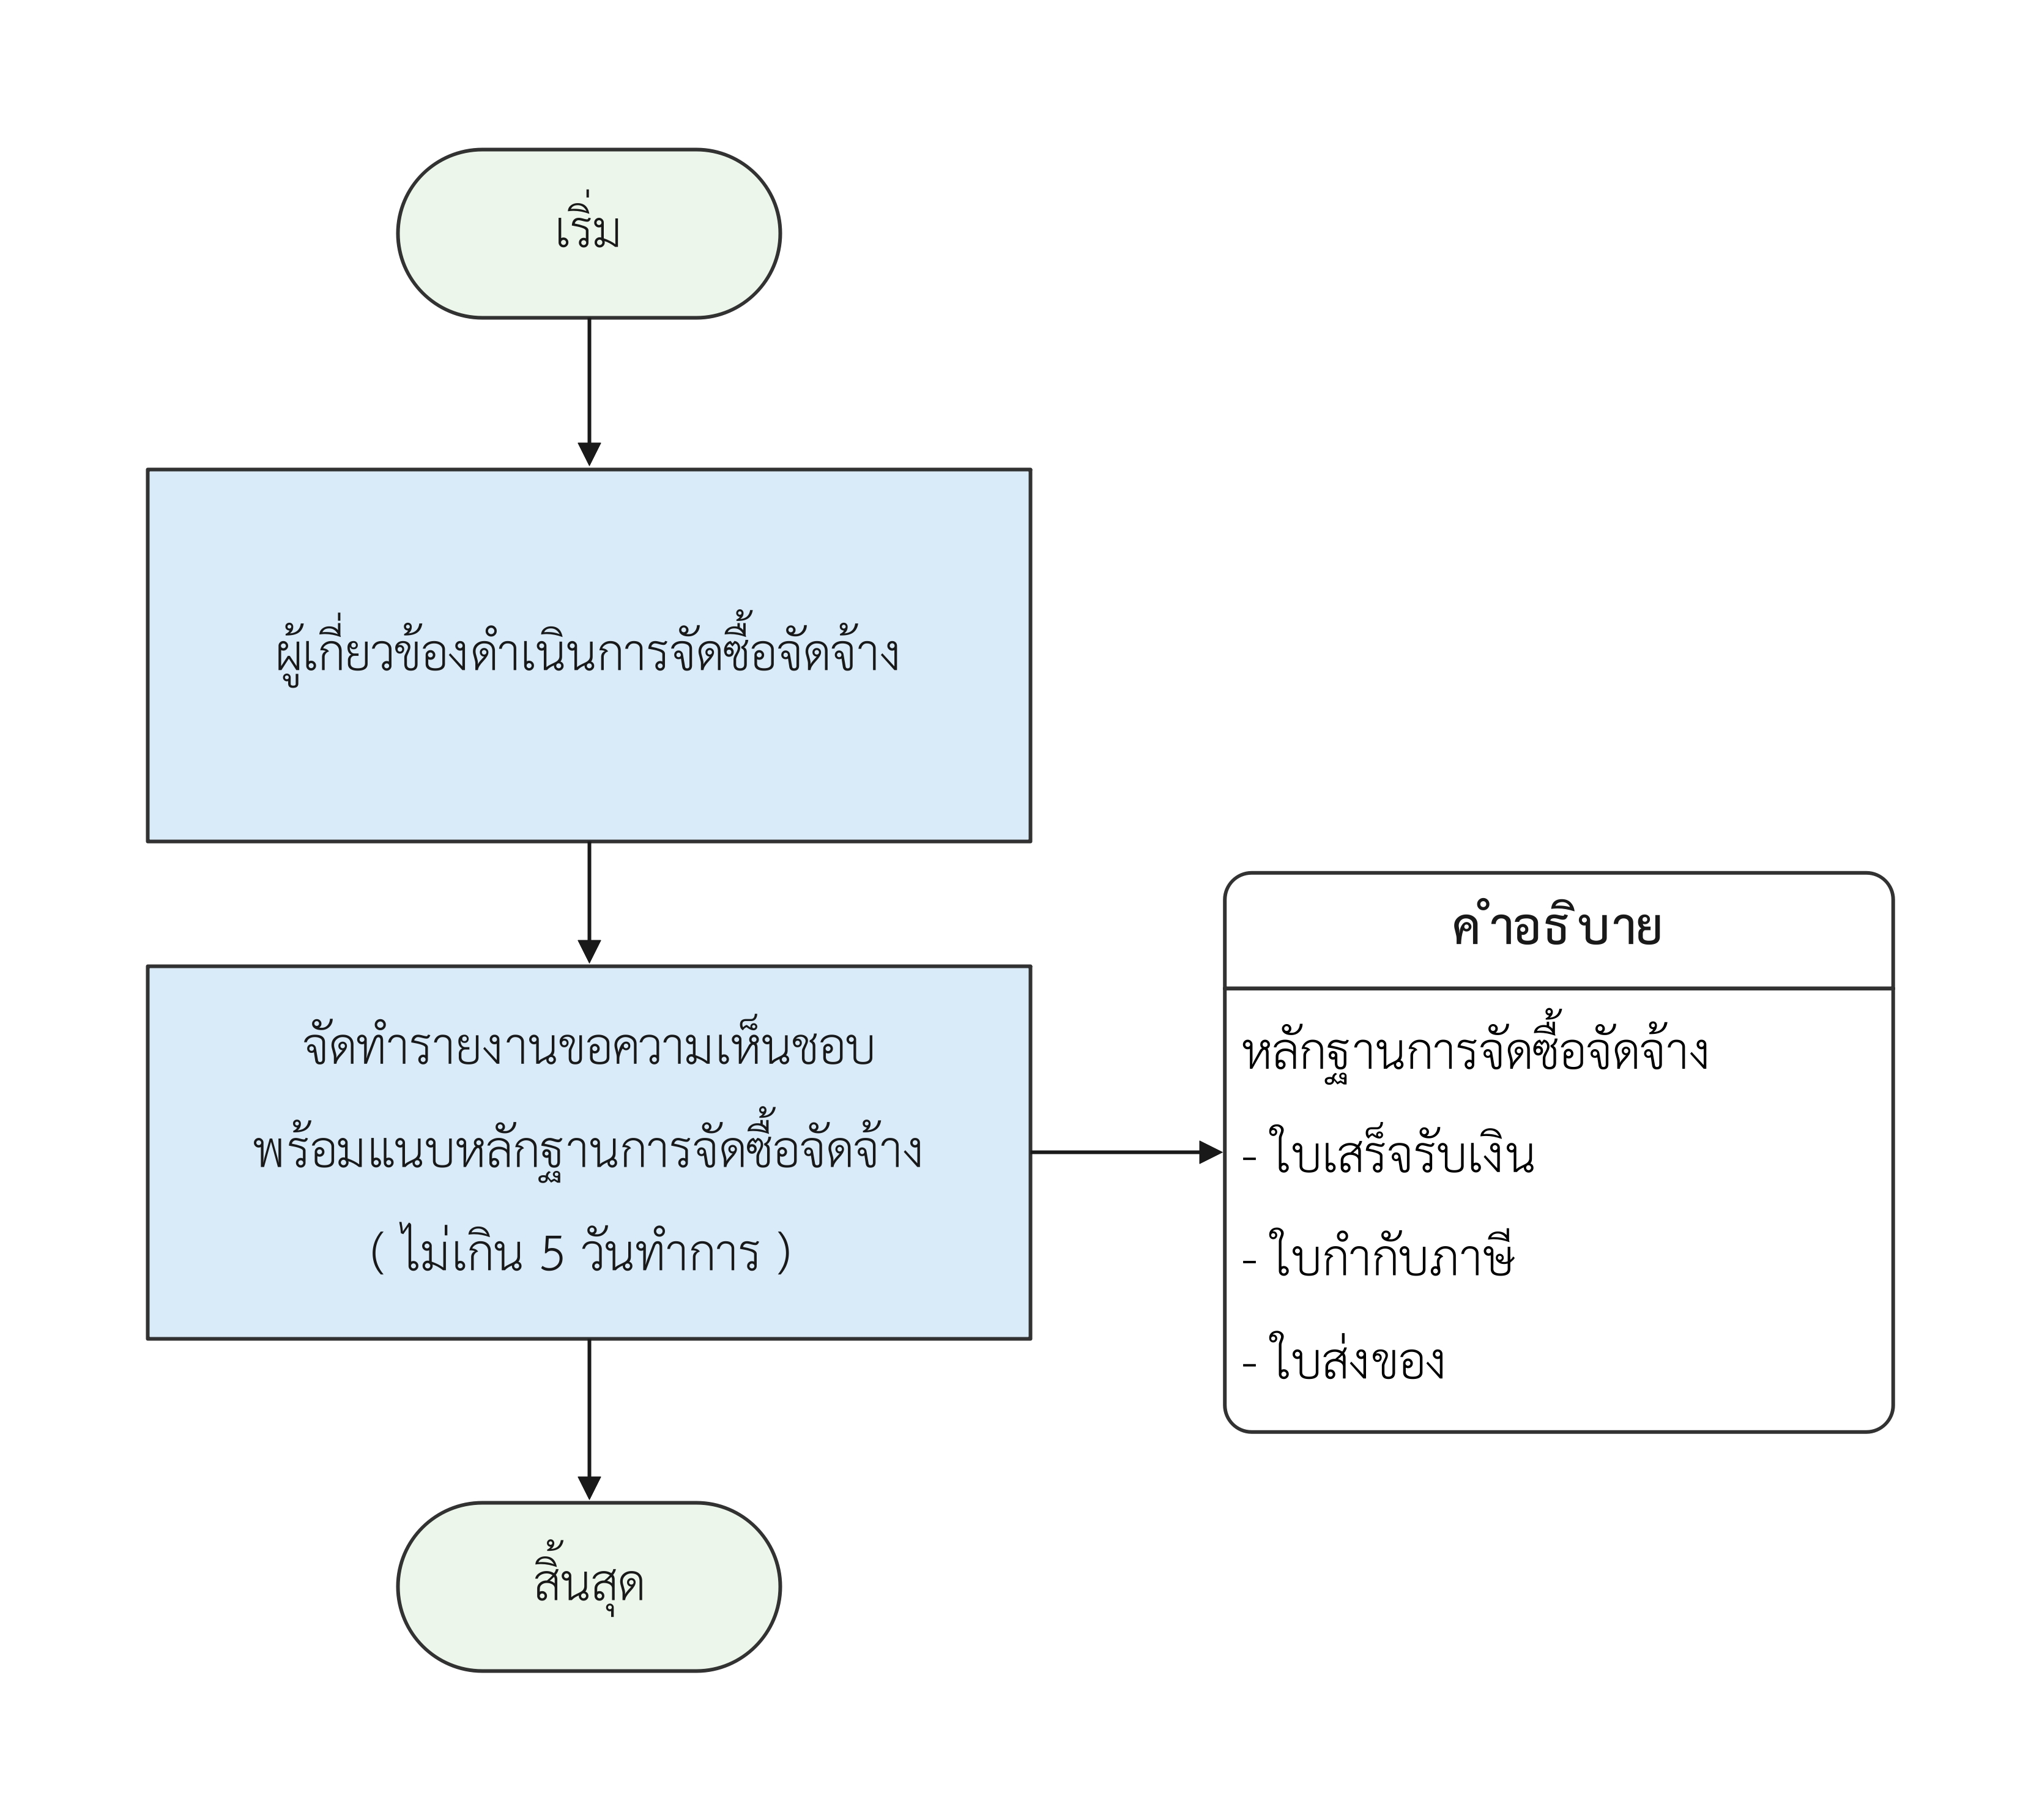 เริ่ม
ผู้เกี่ยวข้องดำเนินการจัดซื้อจัดจ้าง
จัดทำรายงานขอความเห็นชอบ
พร้อมแนบหลักฐานการจัดซื้อจัดจ้าง
( ไม่เกิน 5 วันทำการ )
คำอธิบาย
หลักฐานการจัดซื้อจัดจ้าง
- ใบเสร็จรับเงิน
- ใบกำกับภาษี
- ใบส่งของ
สิ้นสุด